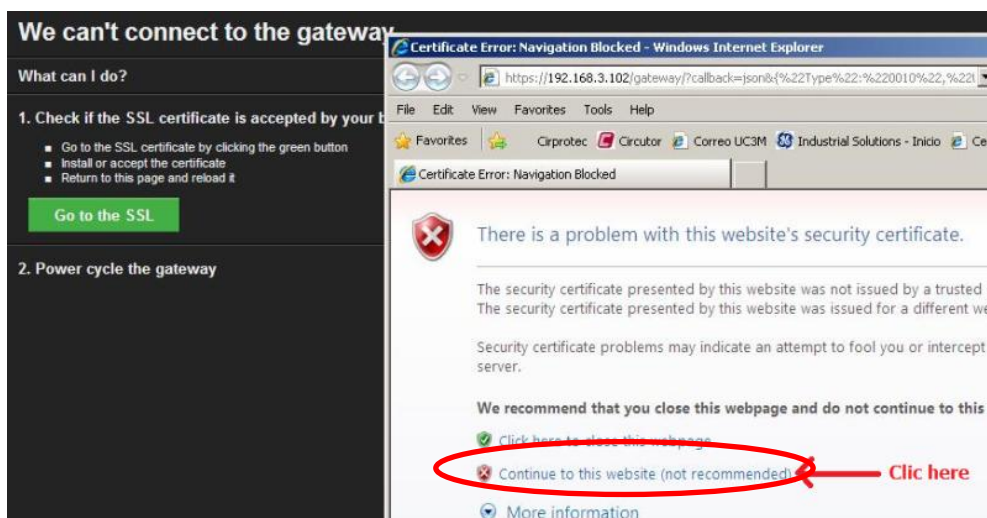 We can't connect to the gateway
What can I do?
1. Check if the SSL certificate is accepted by your b
Go to the SSL certificate by clicking the green button
Install or accept the certificate
Return to this page and reload it
Go to the SSL
2. Power cycle the gateway
Certificate Error: Navigation Blocked - Windows Internet Explorer
https://192.168.3.102/gateway/?callback=json&{%22Type%22:%220010%22,%22
File Edit View Favorites Tools Help
Favorites Cirprotec Circutor Correo UC3M Industrial Solutions - Inicio Ce
Certificate Error: Navigation Blocked
There is a problem with this website's security certificate.
The security certificate presented by this website was not issued by a trusted
The security certificate presented by this website was issued for a different we
Security certificate problems may indicate an attempt to fool you or intercept
server.
We recommend that you close this webpage and do not continue to this
Click here to close this webpage
Continue to this website (not recommended) Clic here
More information